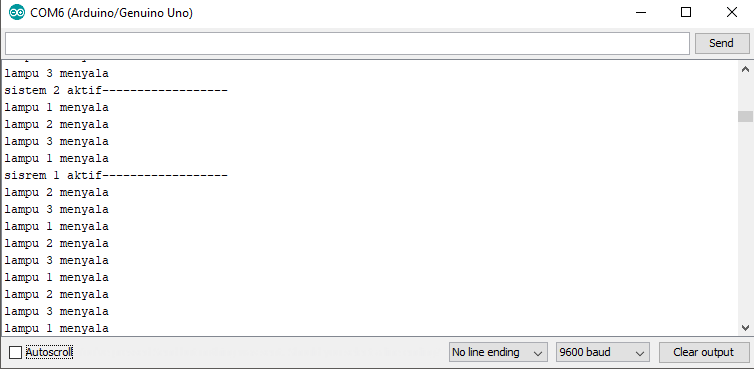 COM6 (Arduino/Genuino Uno)
Send
lampu 3 menyala
sistem 2 aktif------------------
lampu 1 menyala
lampu 2 menyala
lampu 3 menyala
lampu 1 menyala
sisrem 1 aktif------------------
lampu 2 menyala
lampu 3 menyala
lampu 1 menyala
lampu 2 menyala
lampu 3 menyala
lampu 1 menyala
lampu 2 menyala
lampu 3 menyala
lampu 1 menyala
Autoscroll No line ending 9600 baud Clear output